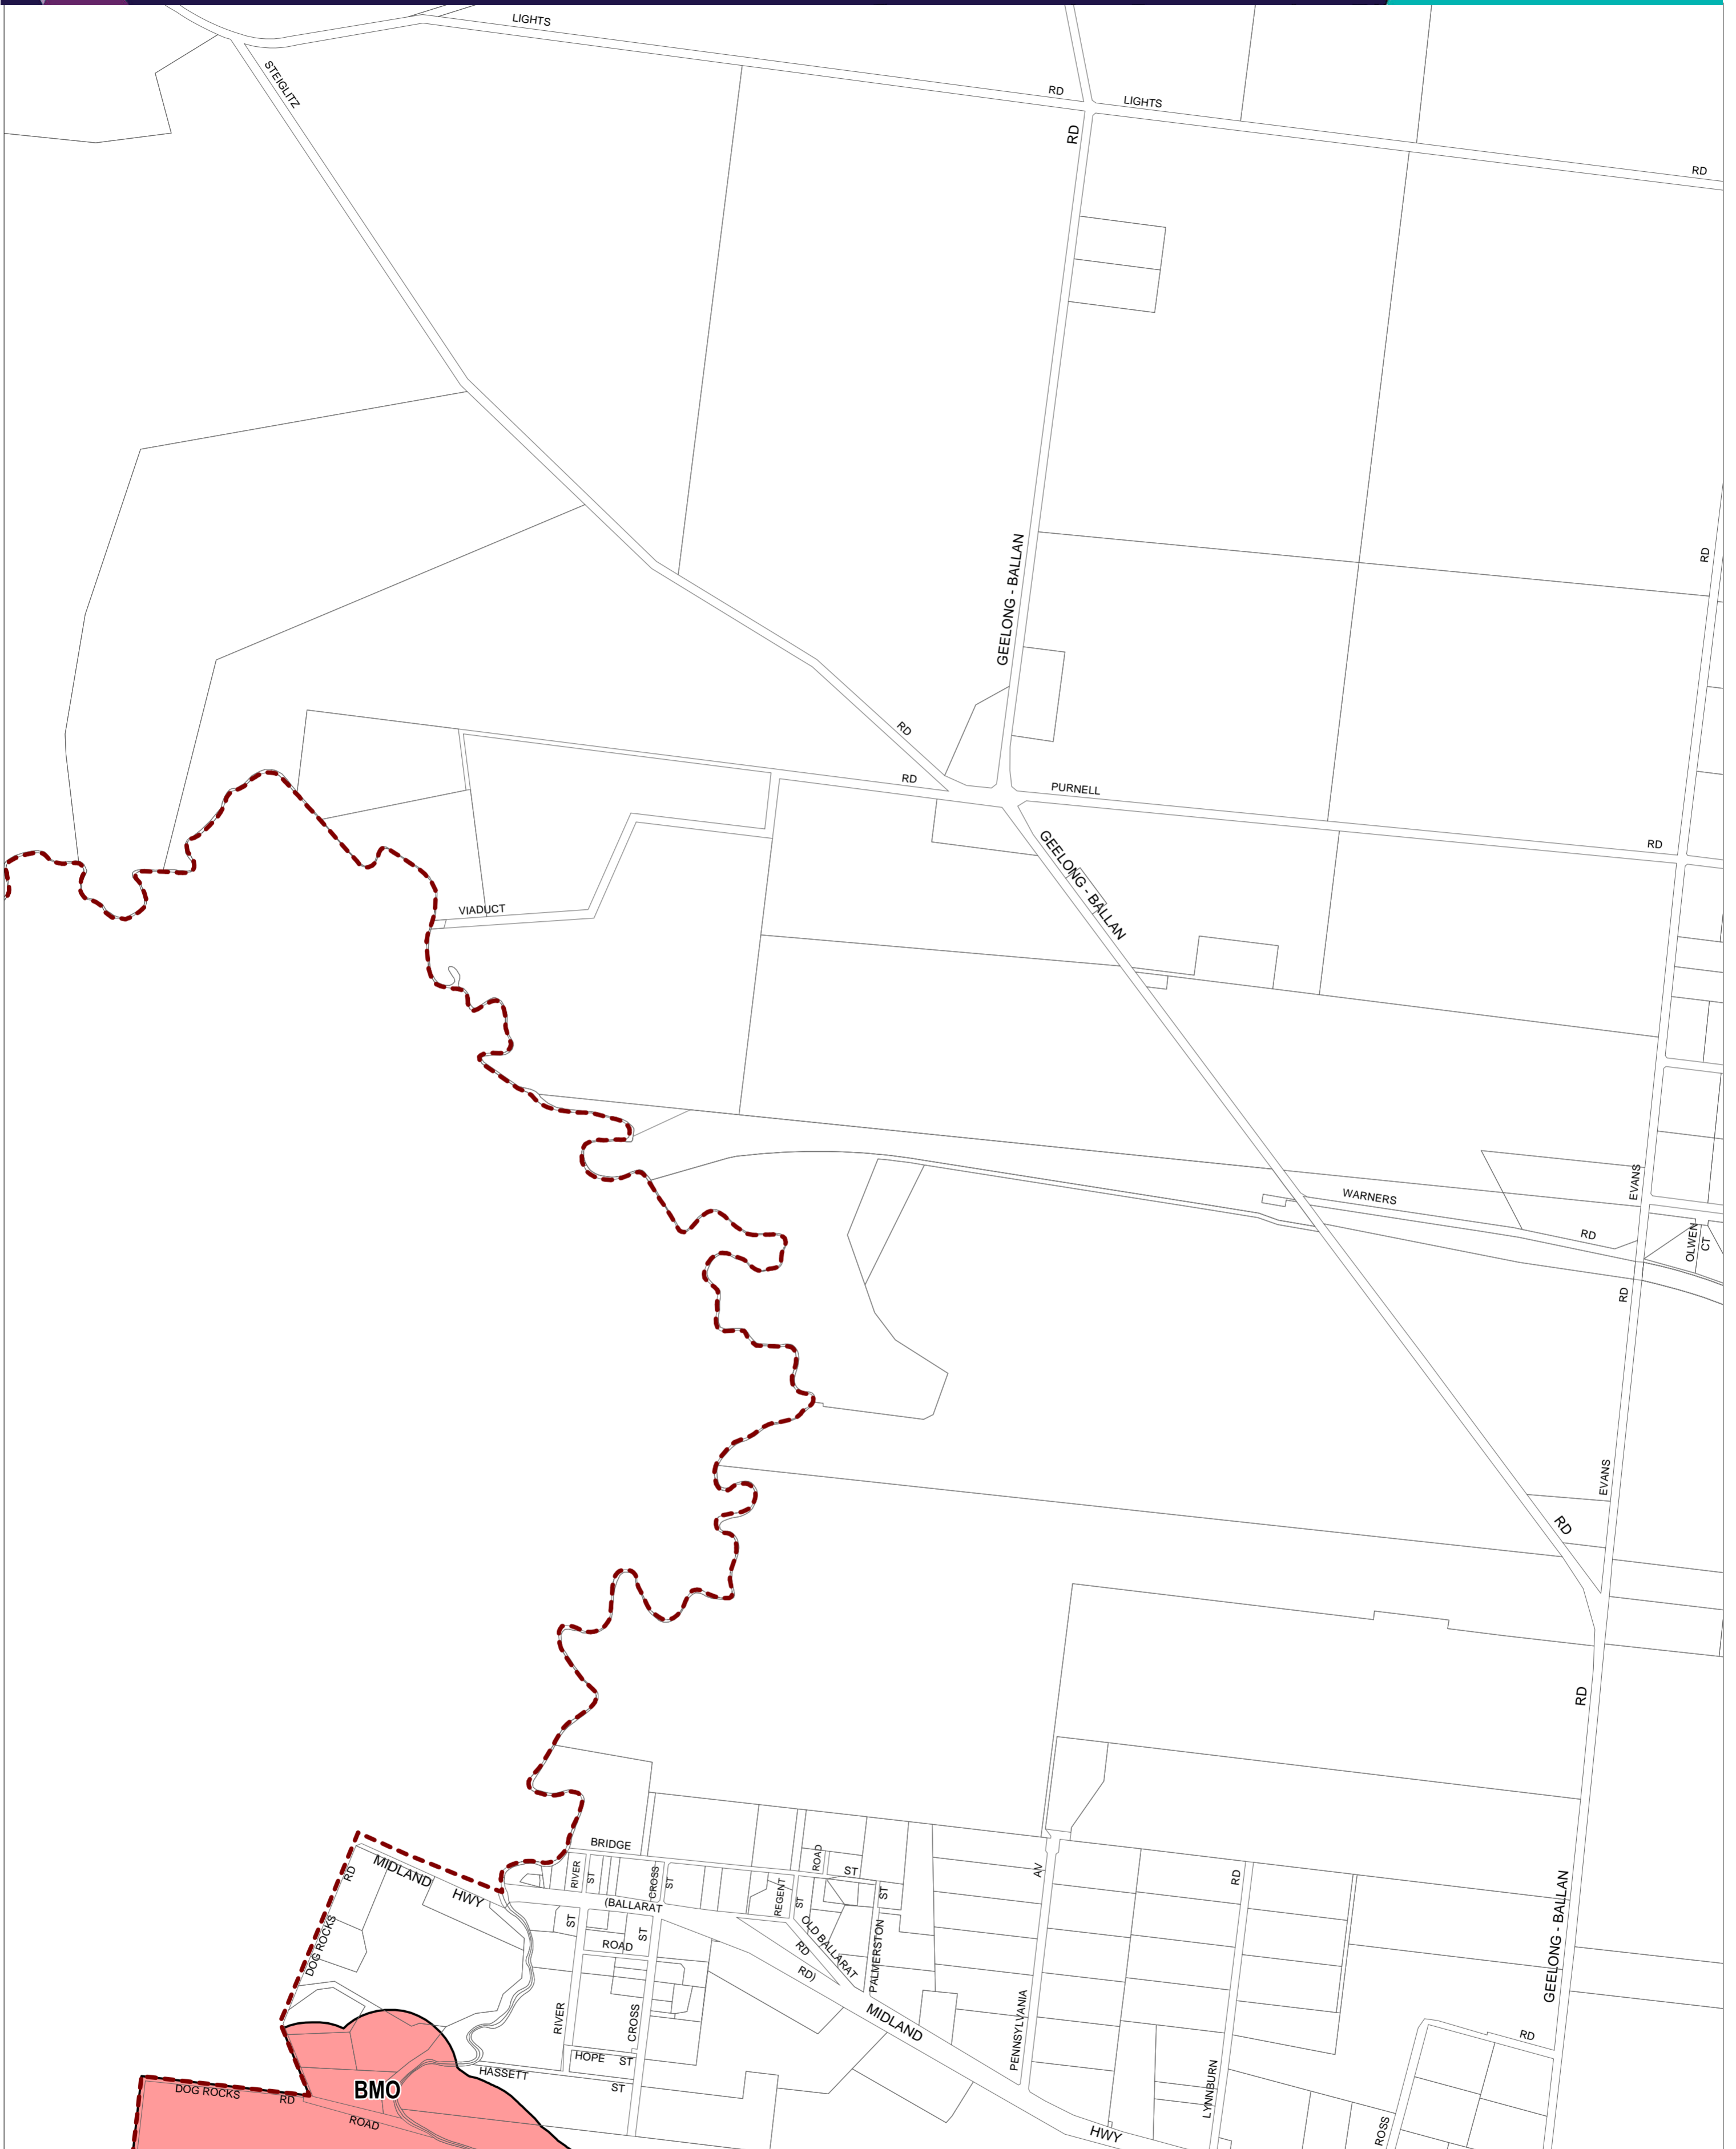 LIGHTS
STEIGLITZ
RD
LIGHTS
RD
RD
RD
GEELONG - BALLAN
RD
RD
PURNELL
RD
GEELONG - BALLAN
VIADUCT
RD
EVANS
WARNERS
RD
OLWEN
CT
RD
EVANS
RD
RD
BRIDGE
ROAD
ST
RIVER
ST
CROSS
ST
REGENT
ST
ST
AV
RD
RD
MIDLAND
HWY
(BALLARAT
ST
ST
ROAD
OLD BALLARAT
RD
RD)
PALMERSTON
DOG ROCKS
GEELONG - BALLAN
RIVER
CROSS
MIDLAND
PENNSYLVANIA
RD
HOPE ST
HASSETT
ST
BMO
DOG ROCKS
RD
ROAD
LYNNBURN
ROSS
HWY